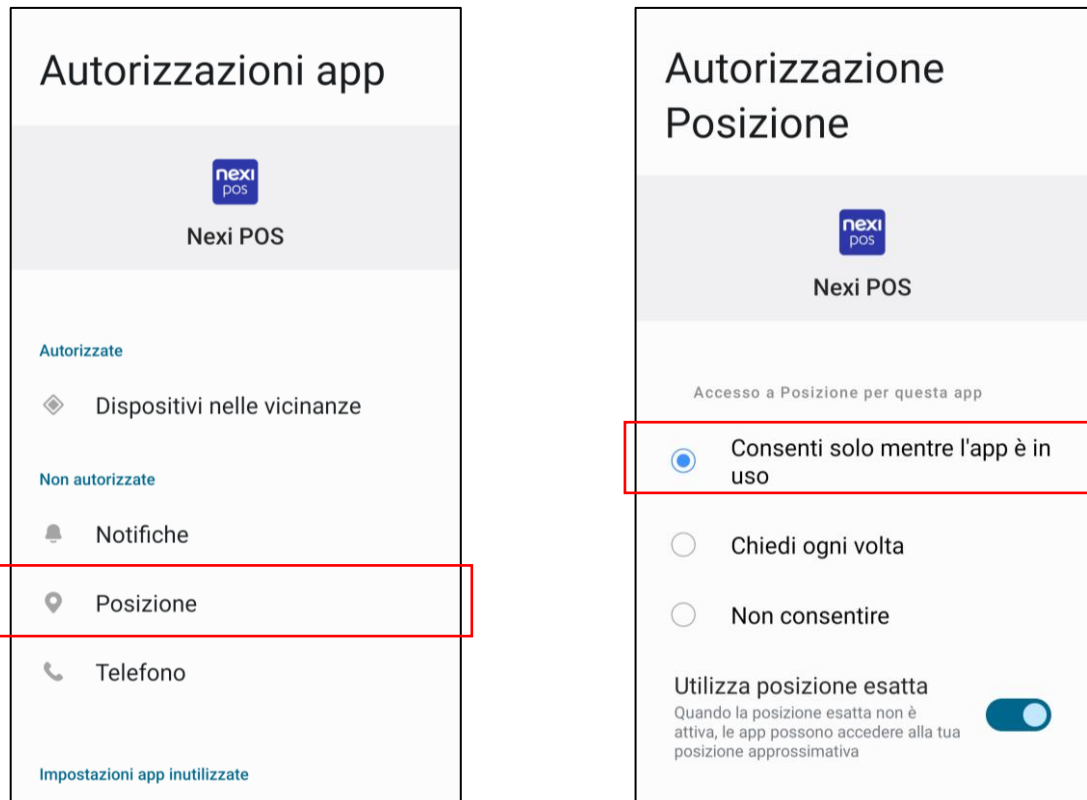 Autorizzazioni app
nexi
pos
Nexi POS
Autorizzate
Dispositivi nelle vicinanze
Non autorizzate
Notifiche
Posizione
Telefono
Impostazioni app inutilizzate
Autorizzazione
Posizione
nexi
pos
Nexi POS
Accesso a Posizione per questa app
Consenti solo mentre l'app è in
uso
Chiedi ogni volta
Non consentire
Utilizza posizione esatta
Quando la posizione esatta non è
attiva, le app possono accedere alla tua
posizione approssimativa